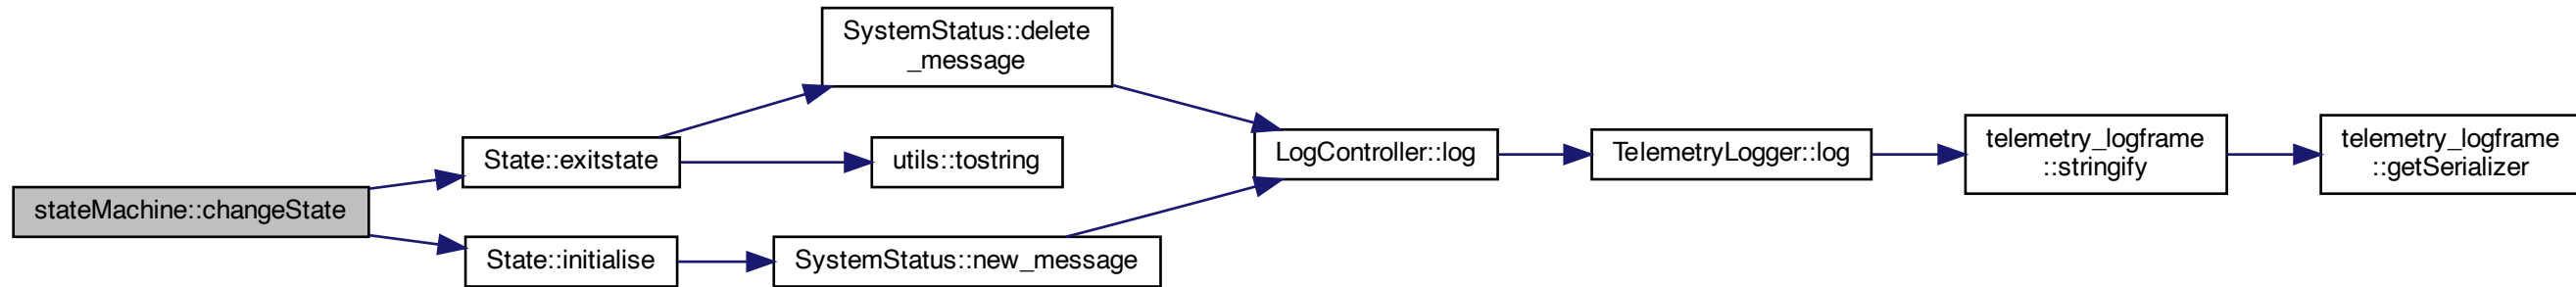 stateMachine::changeState
State::exitstate
State::initialise
SystemStatus::delete
_message
utils::tostring
SystemStatus::new_message
LogController::log
TelemetryLogger::log
telemetry_logframe
::stringify
telemetry_logframe
::getSerializer